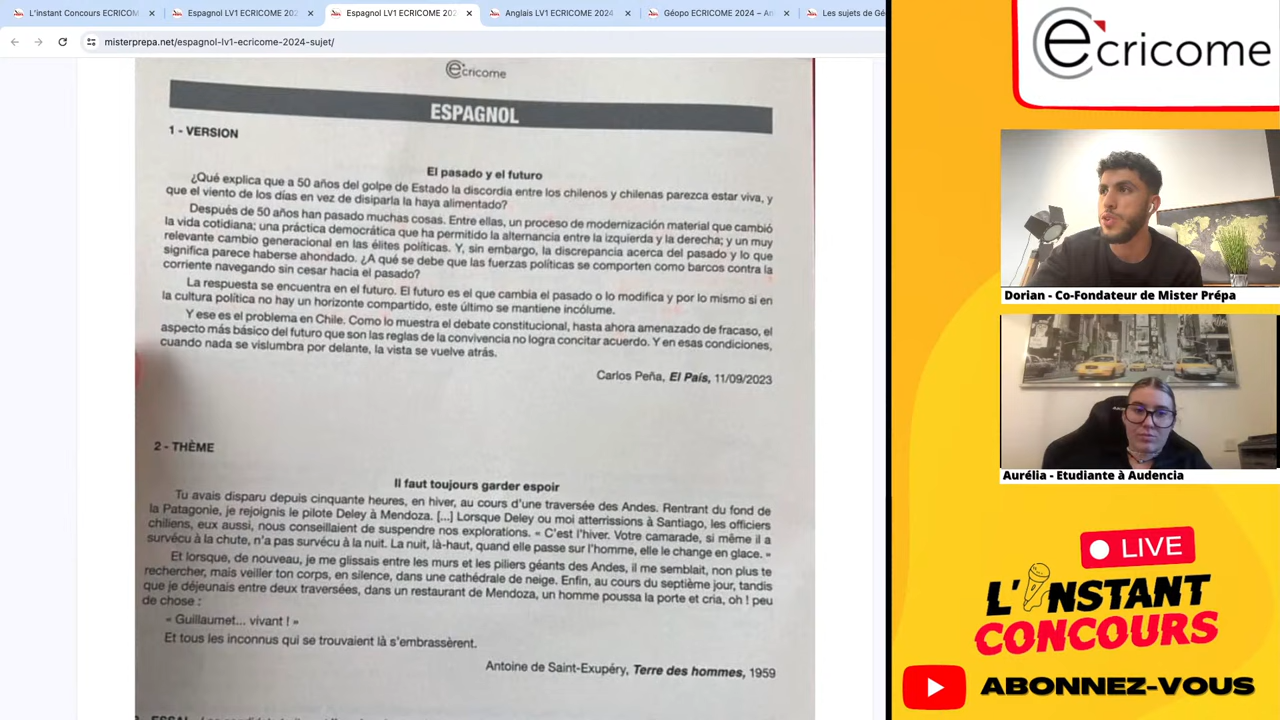 L'instant Concours ECRICOM
Espagnol LV1 ECRICOME 202
Espagnol LV1 ECRICOME 202
Anglais LV1 ECRICOME 2024
Géopo ECRICOME 2024 – An
Les sujets de Gé
misterprepa.net/espagnol-lv1-ecricome-2024-sujet/
écricome
ESPAGNOL
1 - VERSION
El pasado y el futuro
¿Qué explica que a 50 años del golpe de Estado la discordia entre los chilenos y chilenas parezca estar viva, y
que el viento de los días en vez de disiparla la haya alimentado?
Después de 50 años han pasado muchas cosas. Entre ellas, un proceso de modernización material que cambió
la vida cotidiana; una práctica democrática que ha permitido la alternancia entre la izquierda y la derecha; y un muy
relevante cambio generacional en las élites políticas. Y, sin embargo, la discrepancia acerca del pasado y lo que
significa parece haberse ahondado. ¿A qué se debe que las fuerzas políticas se comporten como barcos contra la
corriente navegando sin cesar hacia el pasado?
La respuesta se encuentra en el futuro. El futuro es el que cambia el pasado o lo modifica y por lo mismo si en
la cultura política no hay un horizonte compartido, este último se mantiene incólume.
Y ese es el problema en Chile. Como lo muestra el debate constitucional, hasta ahora amenazado de fracaso, el
aspecto más básico del futuro que son las reglas de la convivencia no logra concitar acuerdo. Y en esas condiciones,
cuando nada se vislumbra por delante, la vista se vuelve atrás.
Carlos Peña, El País, 11/09/2023
2 - THÈME
Il faut toujours garder espoir
Tu avais disparu depuis cinquante heures, en hiver, au cours d'une traversée des Andes. Rentrant du fond de
la Patagonie, je rejoignis le pilote Deley à Mendoza. [...] Lorsque Deley ou moi atterrissions à Santiago, les officiers
chiliens, eux aussi, nous conseillaient de suspendre nos explorations. « C'est l'hiver. Votre camarade, si même il a
survécu à la chute, n'a pas survécu à la nuit. La nuit, là-haut, quand elle passe sur l'homme, elle le change en glace. »
Et lorsque, de nouveau, je me glissais entre les murs et les piliers géants des Andes, il me semblait, non plus te
rechercher, mais veiller ton corps, en silence, dans une cathédrale de neige. Enfin, au cours du septième jour, tandis
que je déjeunais entre deux traversées, dans un restaurant de Mendoza, un homme poussa la porte et cria, oh ! peu
de chose :
« Guillaumet... vivant ! »
Et tous les inconnus qui se trouvaient là s'embrassèrent.
Antoine de Saint-Exupéry, Terre des hommes, 1959
écricome
Dorian - Co-Fondateur de Mister Prépa
Aurélia - Etudiante à Audencia
LIVE
L'INSTANT
CONCOURS
ABONNEZ-VOUS